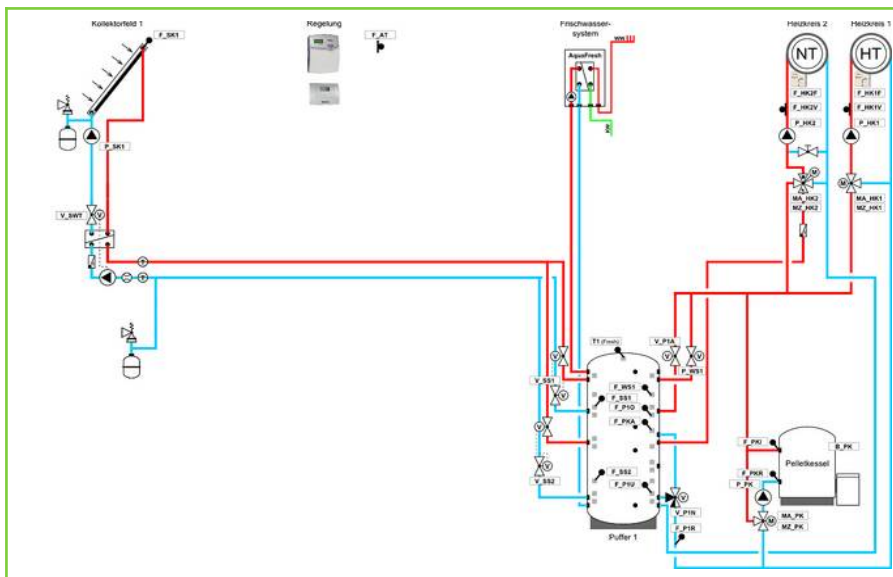 Kollektorfeld 1
Regelung
Frischwasser-
system
Heizkreis 2
Heizkreis 1
F_SK1
F_AT
WW
AquaFresh
NT
HT
F_HK2F
F_HK1F
F_HK2V
F_HK1V
P_HK2
P_HK1
P_SK1
KW
M
M
V_SWT
V
MA_HK2
MZ_HK2
MA_HK1
MZ_HK1
T1 (Fresh)
V_P1A
V
V
V
P_WS1
V_SS1
V
F_WS1
F_SS1
F_P1O
F_PKA
V
F_PKI
B_PK
Pelletkessel
V
V_SS2
F_SS2
F_P1U
F_PKR
P_PK
V
V_P1N
F_P1R
MA_PK
M
MZ_PK
Puffer 1